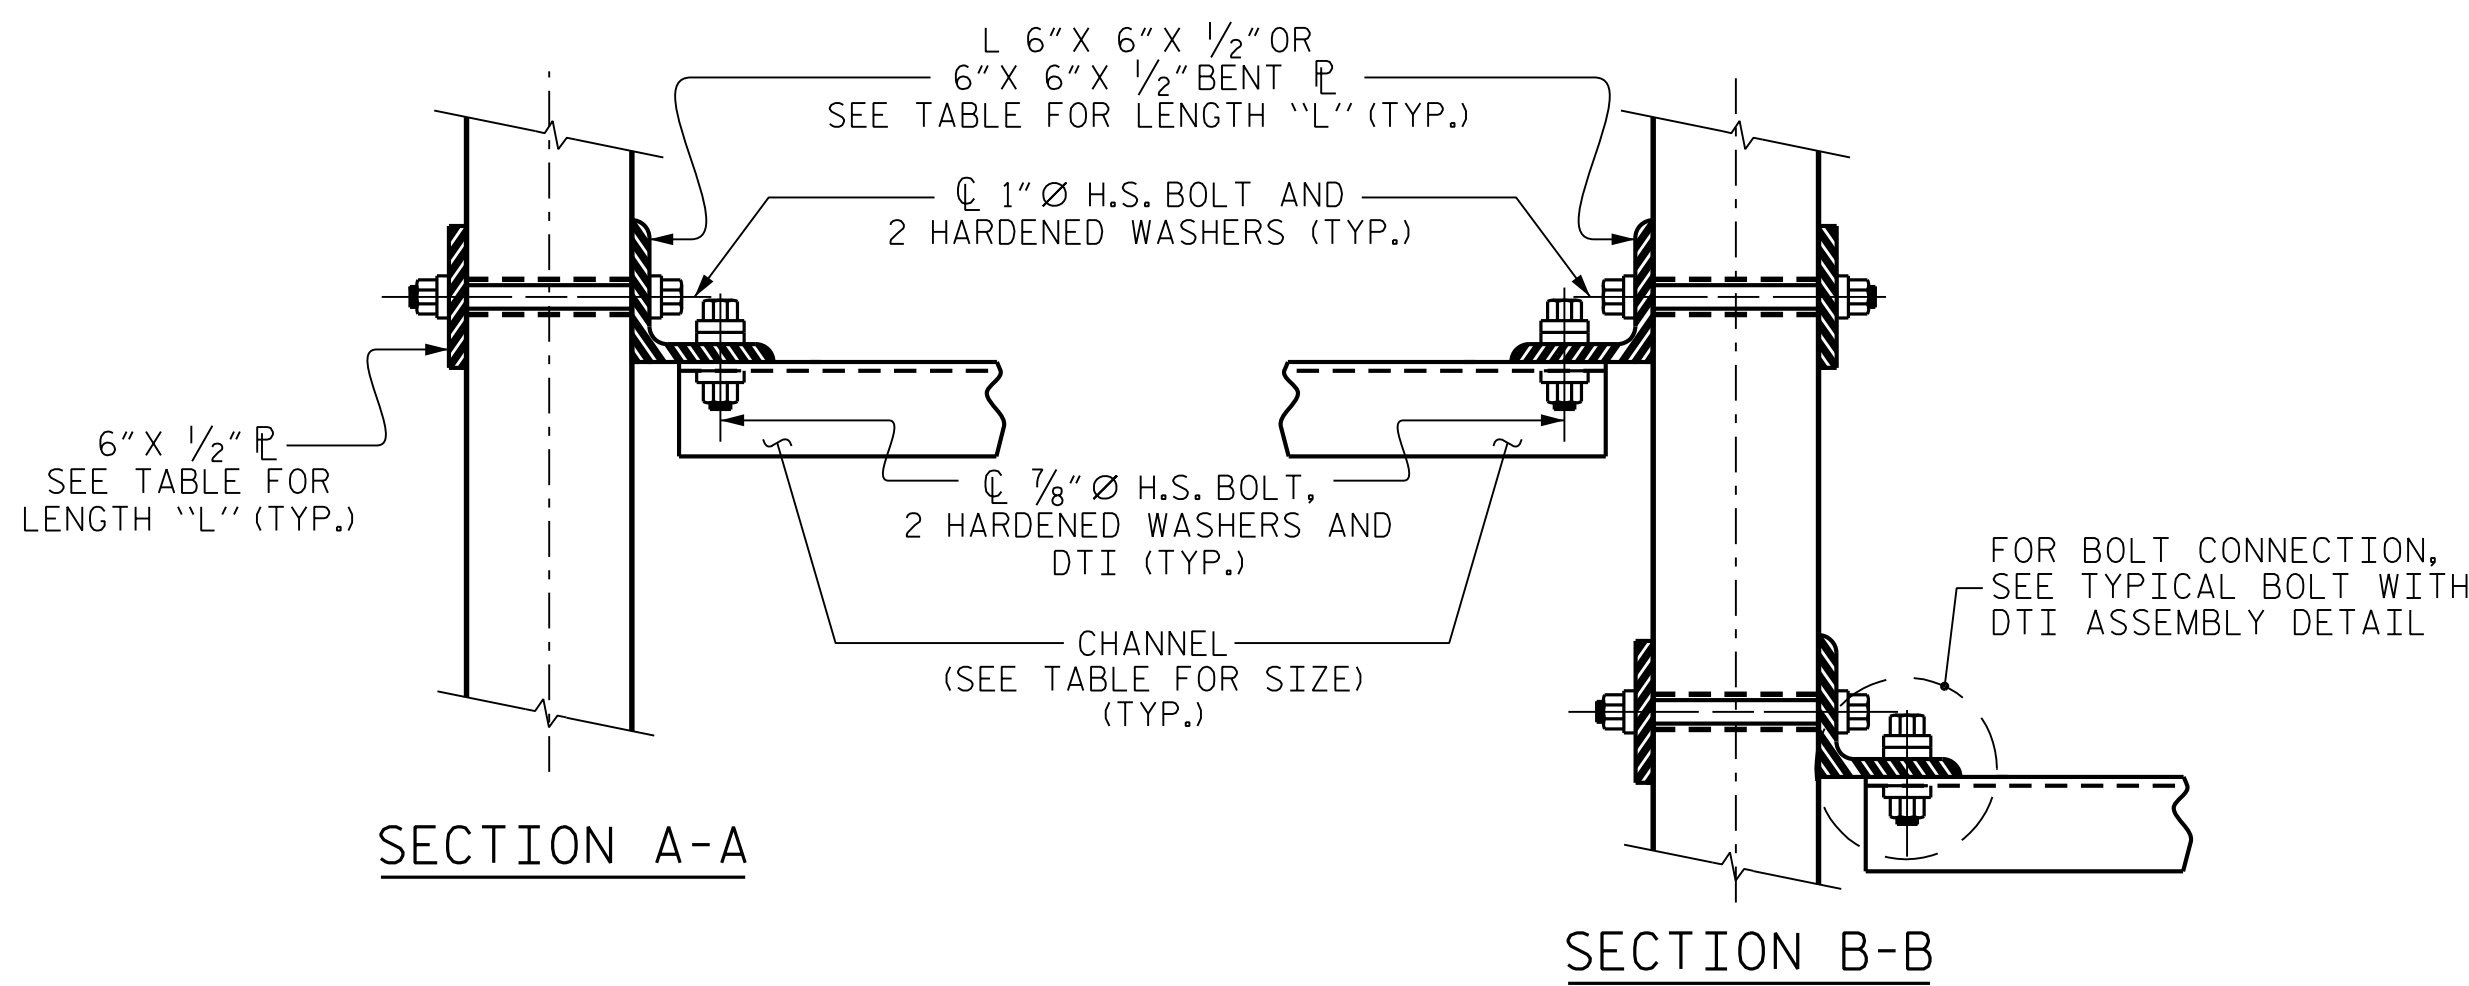 L 6"X 6"X 1/2"OR
6"X 6"X 1/2"BENT ⅊
SEE TABLE FOR LENGTH "L"(TYP.)
℄ 1"Ø H.S. BOLT AND
2 HARDENED WASHERS (TYP.)
6"X 1/2" ⅊
SEE TABLE FOR
LENGTH "L"(TYP.)
℄ 7/8"Ø H.S. BOLT,
2 HARDENED WASHERS AND
DTI (TYP.)
CHANNEL
(SEE TABLE FOR SIZE)
(TYP.)
FOR BOLT CONNECTION,
SEE TYPICAL BOLT WITH
DTI ASSEMBLY DETAIL
SECTION A-A
SECTION B-B